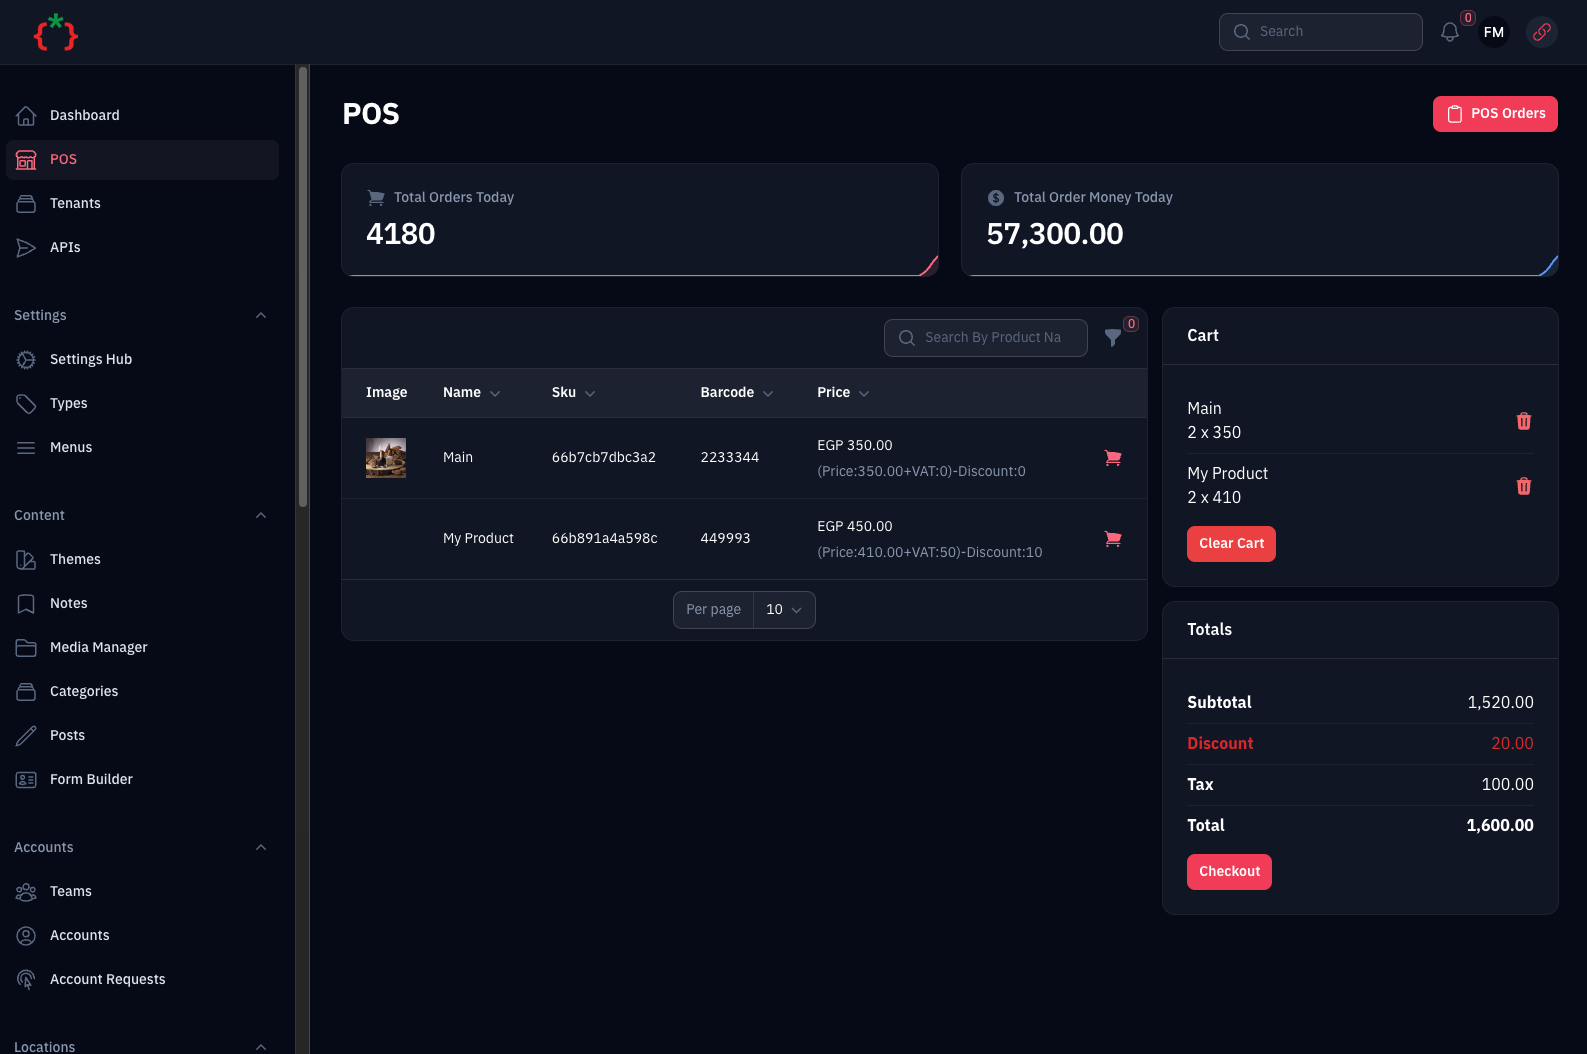 Search
0
FM
Dashboard
POS
Tenants
APIs
Settings
Settings Hub
Types
Menus
Content
Themes
Notes
Media Manager
Categories
Posts
Form Builder
Accounts
Teams
Accounts
Account Requests
Locations
POS
POS Orders
Total Orders Today
4180
Total Order Money Today
57,300.00
Search By Product Na
0
Image Name Sku Barcode Price
Main 66b7cb7dbc3a2 2233344 EGP 350.00
(Price:350.00+VAT:0)-Discount:0
My Product 66b891a4a598c 449993 EGP 450.00
(Price:410.00+VAT:50)-Discount:10
Per page 10
Cart
Main
2 x 350
My Product
2 x 410
Clear Cart
Totals
Subtotal 1,520.00
Discount 20.00
Tax 100.00
Total 1,600.00
Checkout